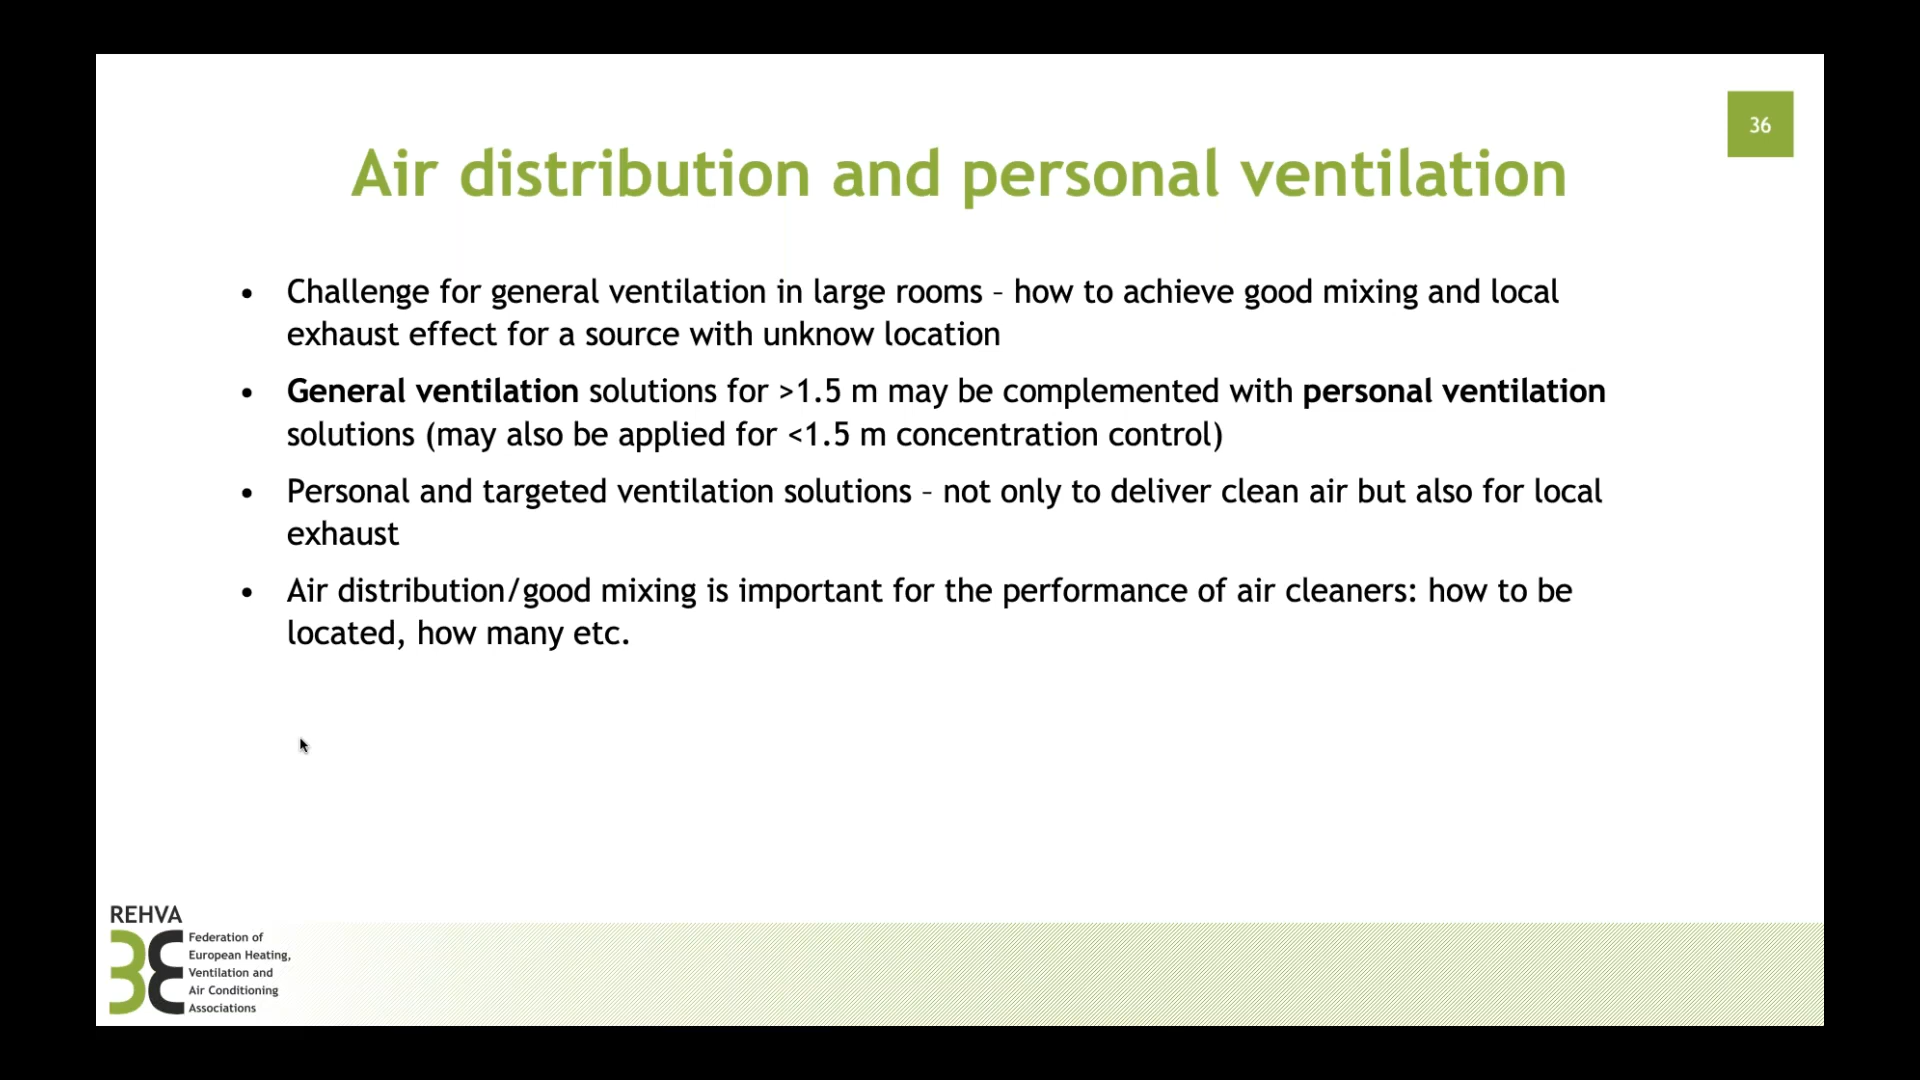 36
Air distribution and personal ventilation
• Challenge for general ventilation in large rooms – how to achieve good mixing and local
exhaust effect for a source with unknow location
• General ventilation solutions for >1.5 m may be complemented with personal ventilation
solutions (may also be applied for <1.5 m concentration control)
• Personal and targeted ventilation solutions – not only to deliver clean air but also for local
exhaust
• Air distribution/good mixing is important for the performance of air cleaners: how to be
located, how many etc.
REHVA
Federation of
European Heating,
Ventilation and
Air Conditioning
Associations